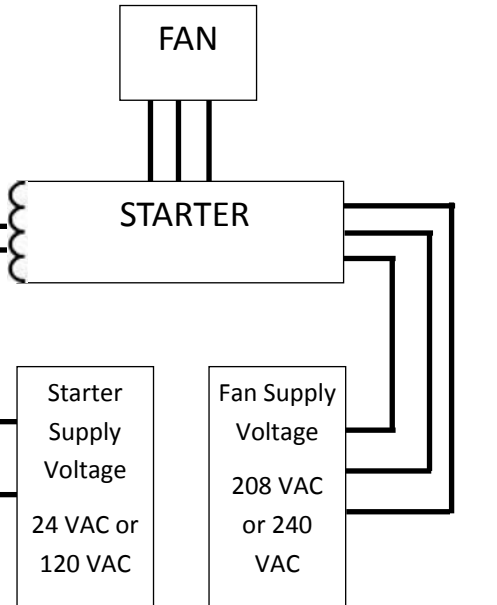 FAN
STARTER
Starter
Supply
Voltage
24 VAC or
120 VAC
Fan Supply
Voltage
208 VAC
or 240
VAC